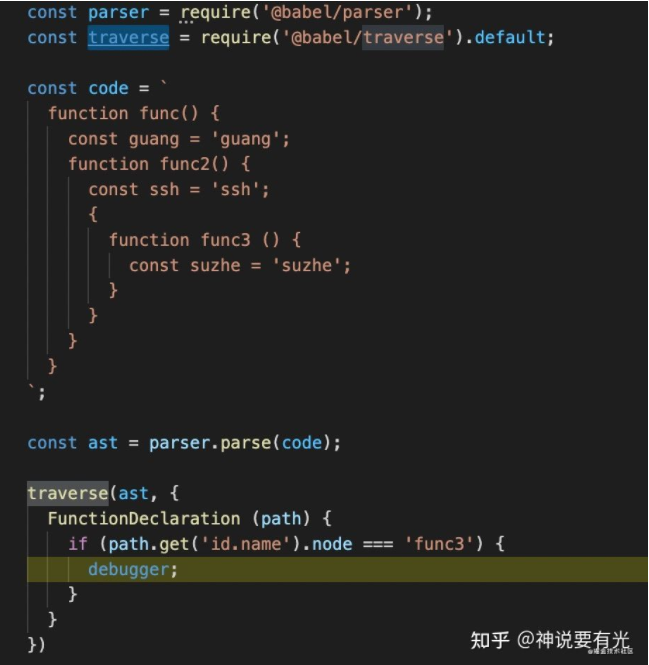 const parser = require('@babel/parser');
const traverse = require('@babel/traverse').default;
const code = `
function func() {
const guang = 'guang';
function func2() {
const ssh = 'ssh';
{
function func3 () {
const suzhe = 'suzhe';
}
}
}
}
`;
const ast = parser.parse(code);
traverse(ast, {
FunctionDeclaration (path) {
if (path.get('id.name').node === 'func3') {
debugger;
}
}
})
知乎 @神说要有光